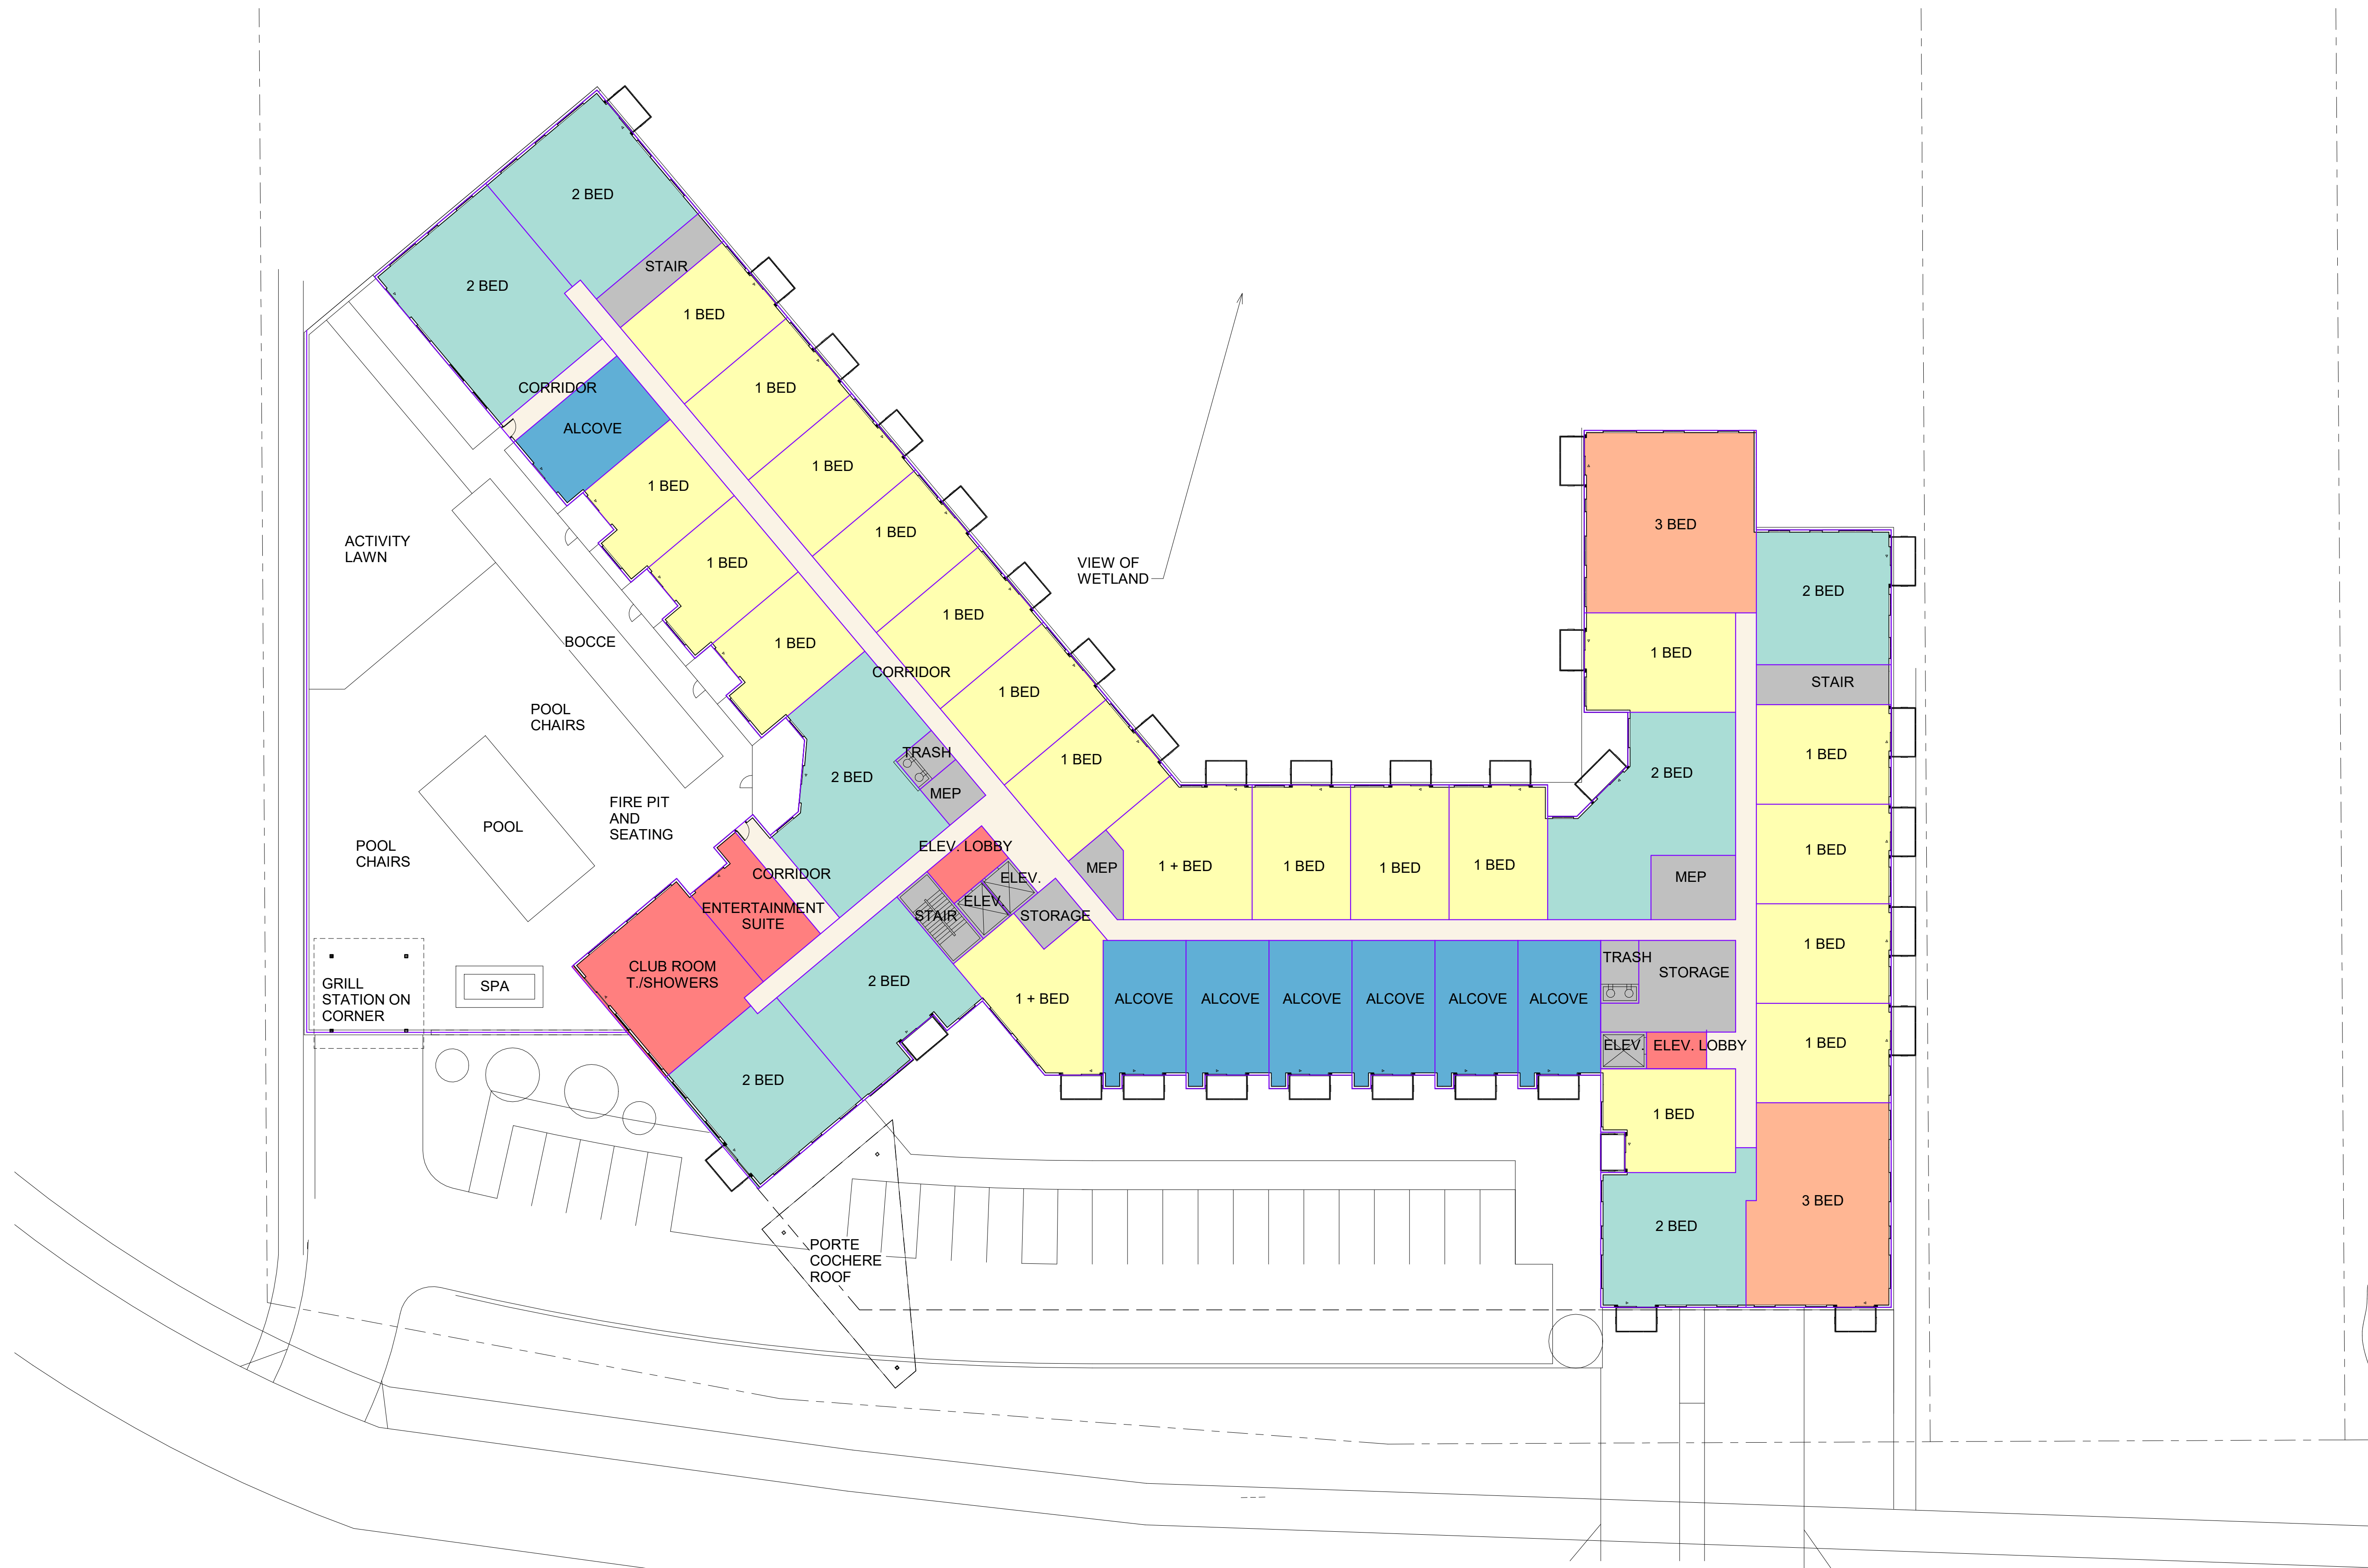 2 BED
2 BED
STAIR
1 BED
CORRIDOR
1 BED
ALCOVE
1 BED
1 BED
1 BED
ACTIVITY
LAWN
1 BED
1 BED
VIEW OF
WETLAND
1 BED
BOCCE
1 BED
CORRIDOR
1 BED
POOL
CHAIRS
TRASH
1 BED
2 BED
MEP
FIRE PIT
AND
SEATING
POOL
POOL
CHAIRS
ELEV. LOBBY
CORRIDOR
ELEV.
MEP
1 + BED
1 BED
1 BED
1 BED
ELEV.
ENTERTAINMENT
SUITE
STAIR
STORAGE
CLUB ROOM
T./SHOWERS
2 BED
GRILL
STATION ON
CORNER
SPA
1 + BED
ALCOVE
ALCOVE
ALCOVE
ALCOVE
ALCOVE
ALCOVE
2 BED
3 BED
2 BED
1 BED
STAIR
1 BED
2 BED
1 BED
MEP
1 BED
TRASH
STORAGE
ELEV.
ELEV. LOBBY
1 BED
1 BED
3 BED
2 BED
PORTE
COCHERE
ROOF